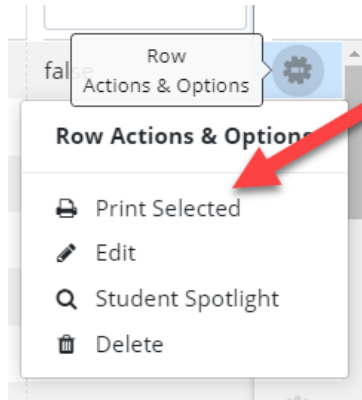 false
Row
Actions & Options
Row Actions & Options
Print Selected
Edit
Student Spotlight
Delete